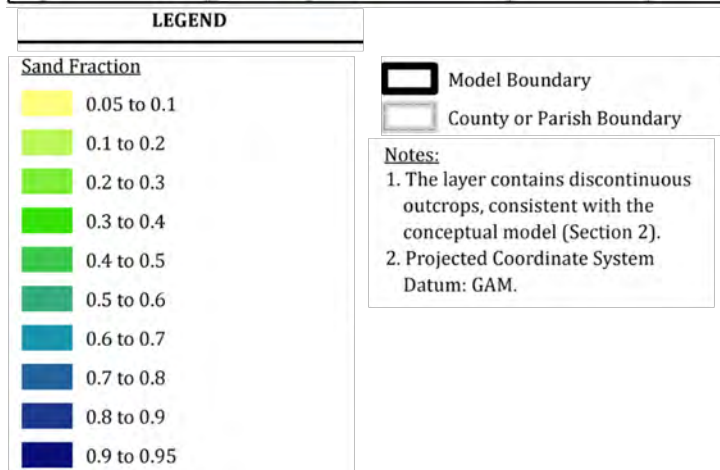 LEGEND
Sand Fraction
0.05 to 0.1
0.1 to 0.2
0.2 to 0.3
0.3 to 0.4
0.4 to 0.5
0.5 to 0.6
0.6 to 0.7
0.7 to 0.8
0.8 to 0.9
0.9 to 0.95
Model Boundary
County or Parish Boundary
Notes:
1. The layer contains discontinuous
outcrops, consistent with the
conceptual model (Section 2).
2. Projected Coordinate System
Datum: GAM.